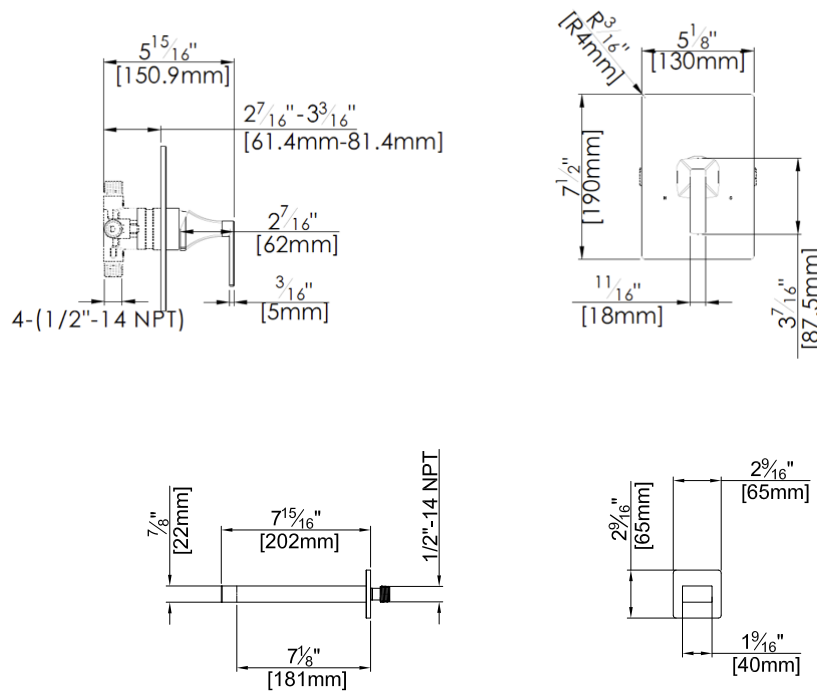 5 15/16"
[150.9mm]
2 7/16"-3 3/16"
[61.4mm-81.4mm]
2 7/16"
[62mm]
3/16"
[5mm]
4-(1/2"-14 NPT)
R 3/16"
[R4mm]
5 1/8"
[130mm]
7 1/2"
[190mm]
11/16"
[18mm]
3 7/16"
[87.5mm]
7/8"
[22mm]
7 15/16"
[202mm]
1/2"-14 NPT
7 1/8"
[181mm]
2 9/16"
[65mm]
2 9/16"
[65mm]
1 9/16"
[40mm]